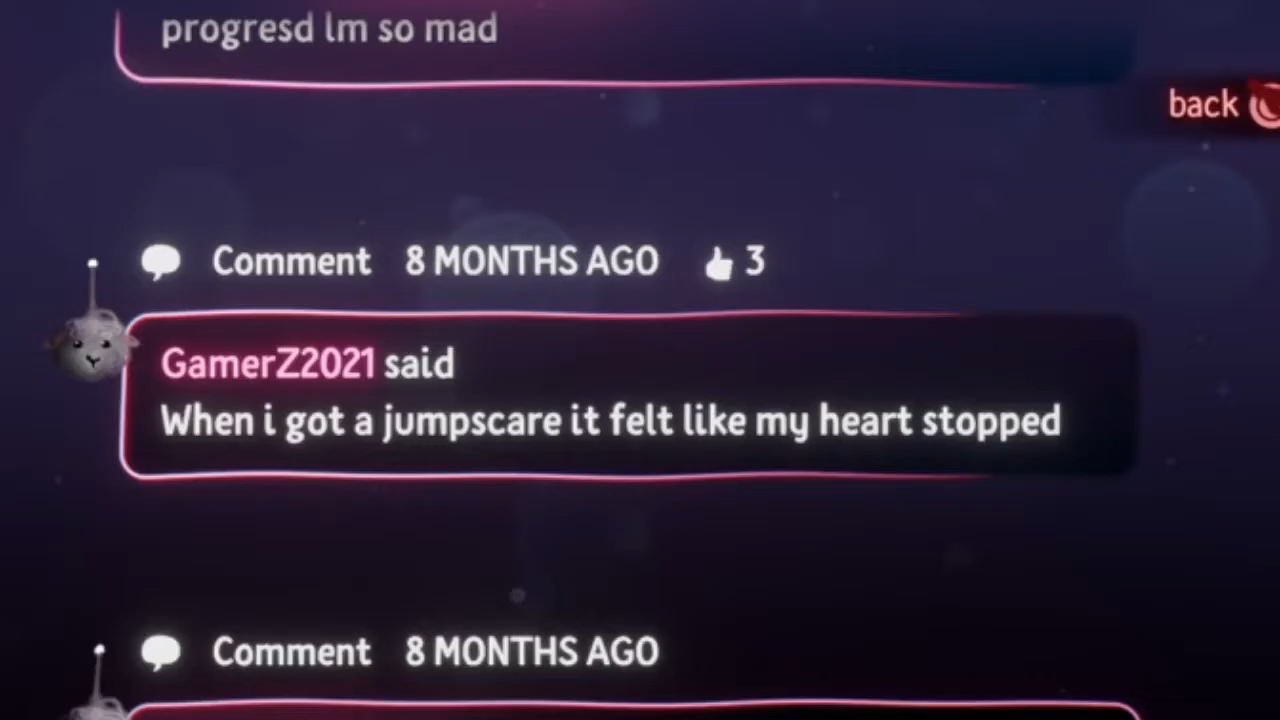 progresd lm so mad
back
Comment 8 MONTHS AGO 3
GamerZ2021 said
When i got a jumpscare it felt like my heart stopped
Comment 8 MONTHS AGO